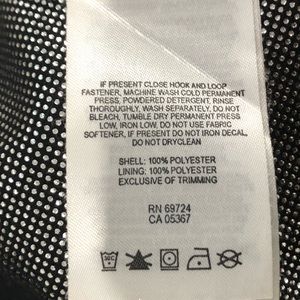 IF PRESENT CLOSE HOOK AND LOOP
FASTENER, MACHINE WASH COLD PERMANENT
PRESS, POWDERED DETERGENT, RINSE
THOROUGHLY, WASH SEPARATELY, DO NOT
BLEACH, TUMBLE DRY PERMANENT PRESS
LOW, IRON LOW, DO NOT USE FABRIC
SOFTENER, IF PRESENT DO NOT IRON DECAL,
DO NOT DRYCLEAN
SHELL: 100% POLYESTER
LINING: 100% POLYESTER
EXCLUSIVE OF TRIMMING
RN 69724
CA 05367